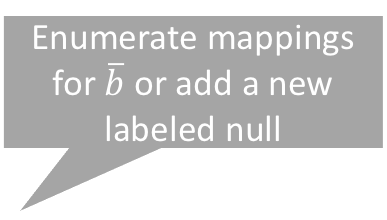 Enumerate mappings
for b̅ or add a new
labeled null